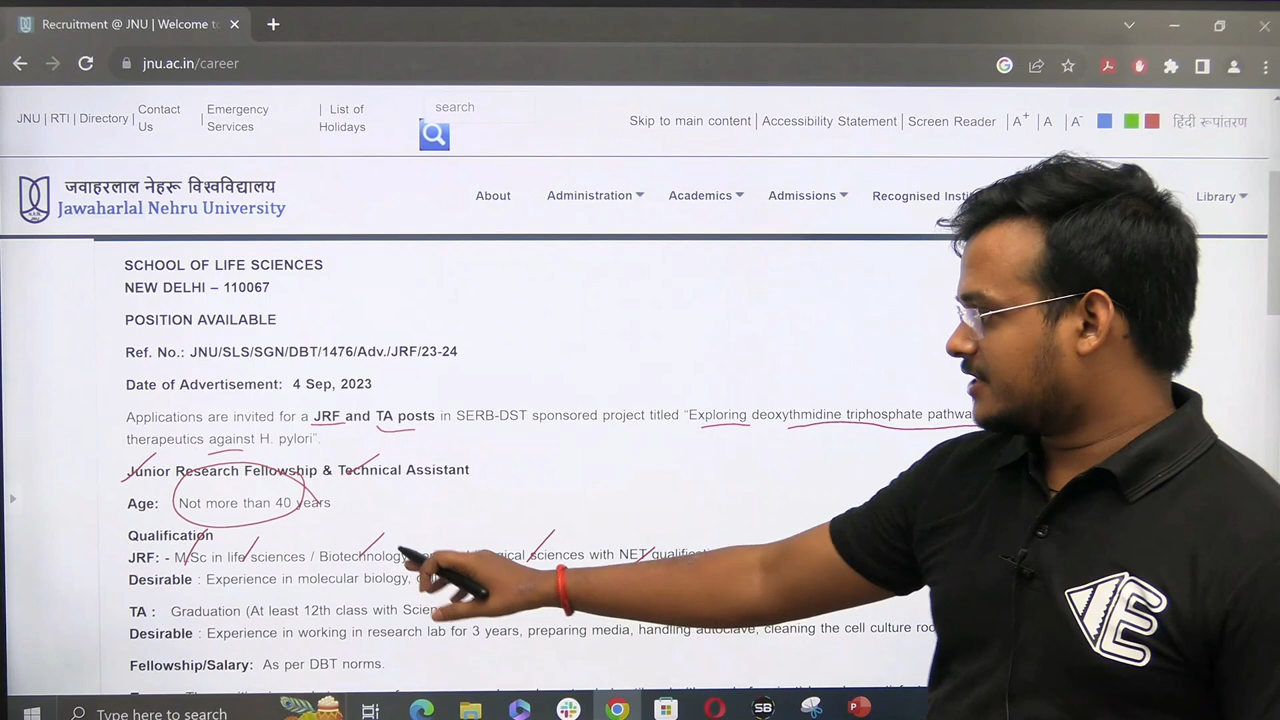 Recruitment @ JNU | Welcome to
jnu.ac.in/career
JNU | RTI | Directory | Contact Us | Emergency Services | List of Holidays
search
Skip to main content | Accessibility Statement | Screen Reader | A+ | A | A- हिंदी रूपांतरण
जवाहरलाल नेहरू विश्वविद्यालय
Jawaharlal Nehru University
About Administration Academics Admissions Recognised Library
SCHOOL OF LIFE SCIENCES
NEW DELHI – 110067
POSITION AVAILABLE
Ref. No.: JNU/SLS/SGN/DBT/1476/Adv./JRF/23-24
Date of Advertisement: 4 Sep, 2023
Applications are invited for a JRF and TA posts in SERB-DST sponsored project titled “Exploring deoxythmidine triphosphate
therapeutics against H. pylori”.
Junior Research Fellowship & Technical Assistant
Age: Not more than 40 years
Qualification
JRF: - M/Sc in life sciences / Biotechnology sciences with NET
Desirable : Experience in molecular biology,
TA : Graduation (At least 12th class with
Desirable : Experience in working in research lab for 3 years, preparing media, handling autoclave, cleaning the cell culture
Fellowship/Salary: As per DBT norms.
Type here to search
SB
E